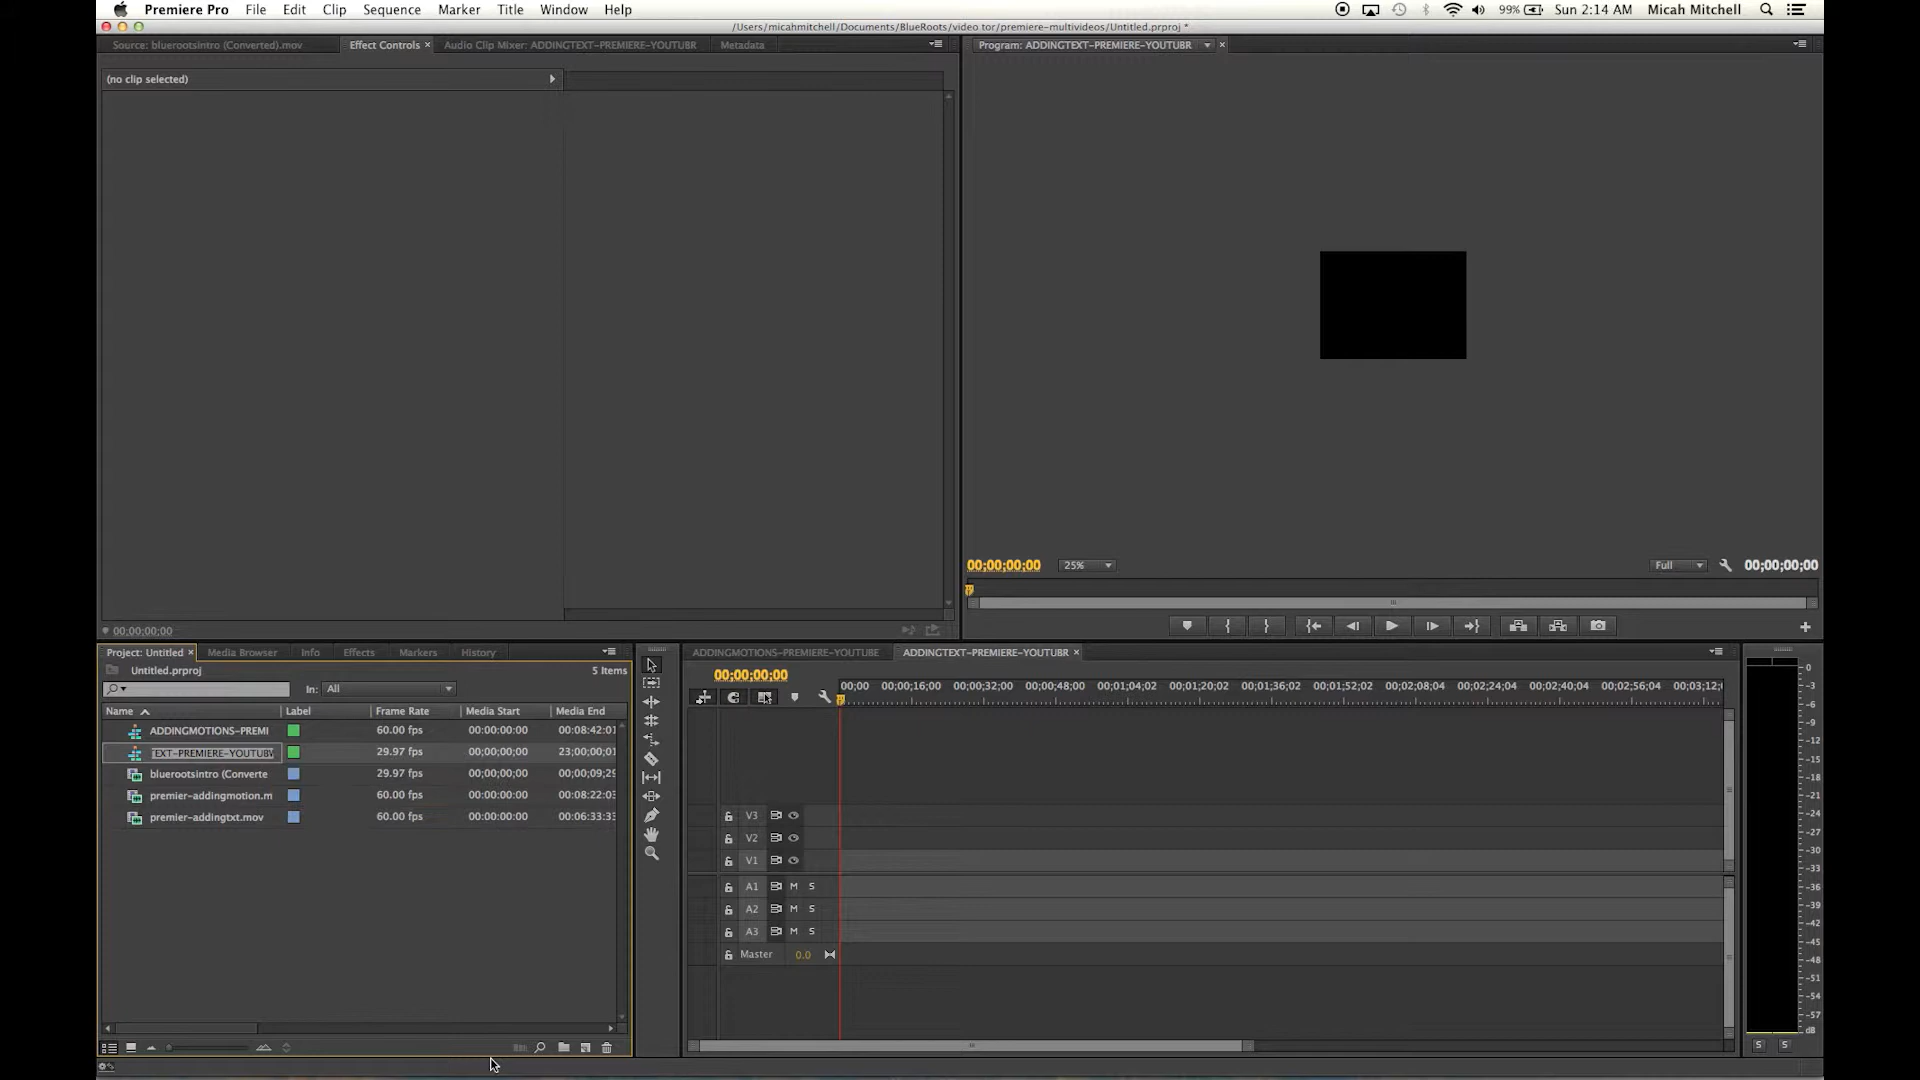 Premiere Pro File Edit Clip Sequence Marker Title Window Help 99% Sun 2:14 AM Micah Mitchell
/Users/micahmitchell/Documents/BlueRoots/video tor/premiere-multivideos/Untitled.prproj *
Source: bluerootsintro (Converted).mov Effect Controls × Audio Clip Mixer: ADDINGTEXT-PREMIERE-YOUTUBR Metadata
Program: ADDINGTEXT-PREMIERE-YOUTUBR ×
(no clip selected)
00;00;00;00 25% Full 00;00;00;00
00;00;00;00
Project: Untitled × Media Browser Info Effects Markers History
Untitled.prproj 5 Items
In: All
Name Label Frame Rate Media Start Media End
ADDINGMOTIONS-PREMI 60.00 fps 00:00:00:00 00:08:42:01
EXT-PREMIERE-YOUTUBR 29.97 fps 00;00;00;00 23;00;00;01
bluerootsintro (Converte 29.97 fps 00;00;00;00 00;00;09;29
premier-addingmotion.m 60.00 fps 00:00:00:00 00:08:22:03
premier-addingtxt.mov 60.00 fps 00:00:00:00 00:06:33:33
ADDINGMOTIONS-PREMIERE-YOUTUBE ADDINGTEXT-PREMIERE-YOUTUBR ×
00;00;00;00
00;00 00;00;16;00 00;00;32;00 00;00;48;00 00;01;04;02 00;01;20;02 00;01;36;02 00;01;52;02 00;02;08;04 00;02;24;04 00;02;40;04 00;02;56;04 00;03;12;
V3
V2
V1
A1 M S
A2 M S
A3 M S
Master 0.0
0
-3
-6
-9
-12
-15
-18
-21
-24
-27
-30
-33
-36
-39
-42
-45
-48
-51
-54
-57
dB
S S